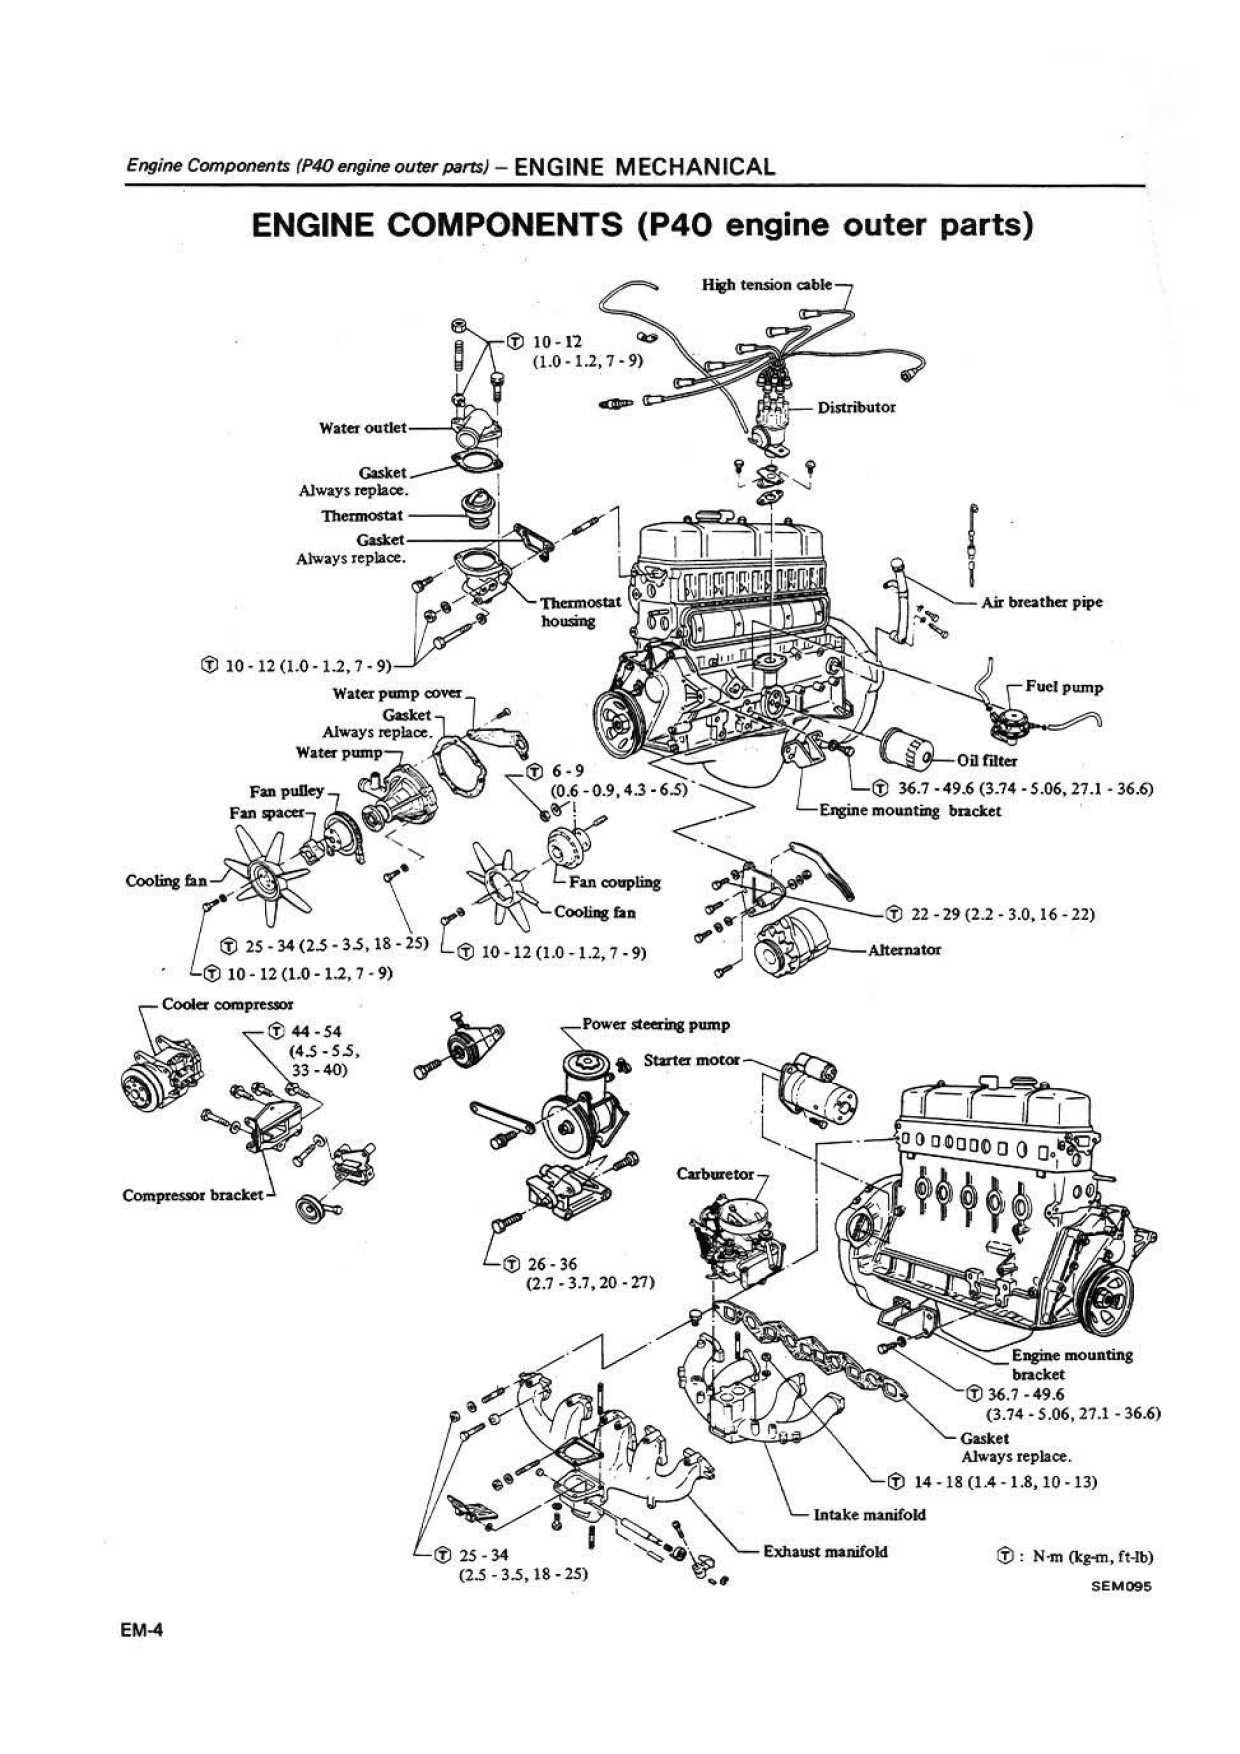 Engine Components (P40 engine outer parts) – ENGINE MECHANICAL
ENGINE COMPONENTS (P40 engine outer parts)
High tension cable
Ⓣ 10 - 12
(1.0 - 1.2, 7 - 9)
Distributor
Water outlet
Gasket
Always replace.
Thermostat
Gasket
Always replace.
Thermostat
housing
Air breather pipe
Ⓣ 10 - 12 (1.0 - 1.2, 7 - 9)
Water pump cover
Fuel pump
Gasket
Always replace.
Water pump
Oil filter
Ⓣ 6 - 9
(0.6 - 0.9, 4.3 - 6.5)
Ⓣ 36.7 - 49.6 (3.74 - 5.06, 27.1 - 36.6)
Fan pulley
Fan spacer
Engine mounting bracket
Cooling fan
Fan coupling
Cooling fan
Ⓣ 22 - 29 (2.2 - 3.0, 16 - 22)
Ⓣ 25 - 34 (2.5 - 3.5, 18 - 25)
Ⓣ 10 - 12 (1.0 - 1.2, 7 - 9)
Alternator
Ⓣ 10 - 12 (1.0 - 1.2, 7 - 9)
Cooler compressor
Ⓣ 44 - 54
(4.5 - 5.5,
33 - 40)
Power steering pump
Starter motor
Carburetor
Compressor bracket
Ⓣ 26 - 36
(2.7 - 3.7, 20 - 27)
Engine mounting
bracket
Ⓣ 36.7 - 49.6
(3.74 - 5.06, 27.1 - 36.6)
Gasket
Always replace.
Ⓣ 14 - 18 (1.4 - 1.8, 10 - 13)
Intake manifold
Exhaust manifold
Ⓣ 25 - 34
(2.5 - 3.5, 18 - 25)
Ⓣ : N·m (kg-m, ft-lb)
SEM095
EM-4